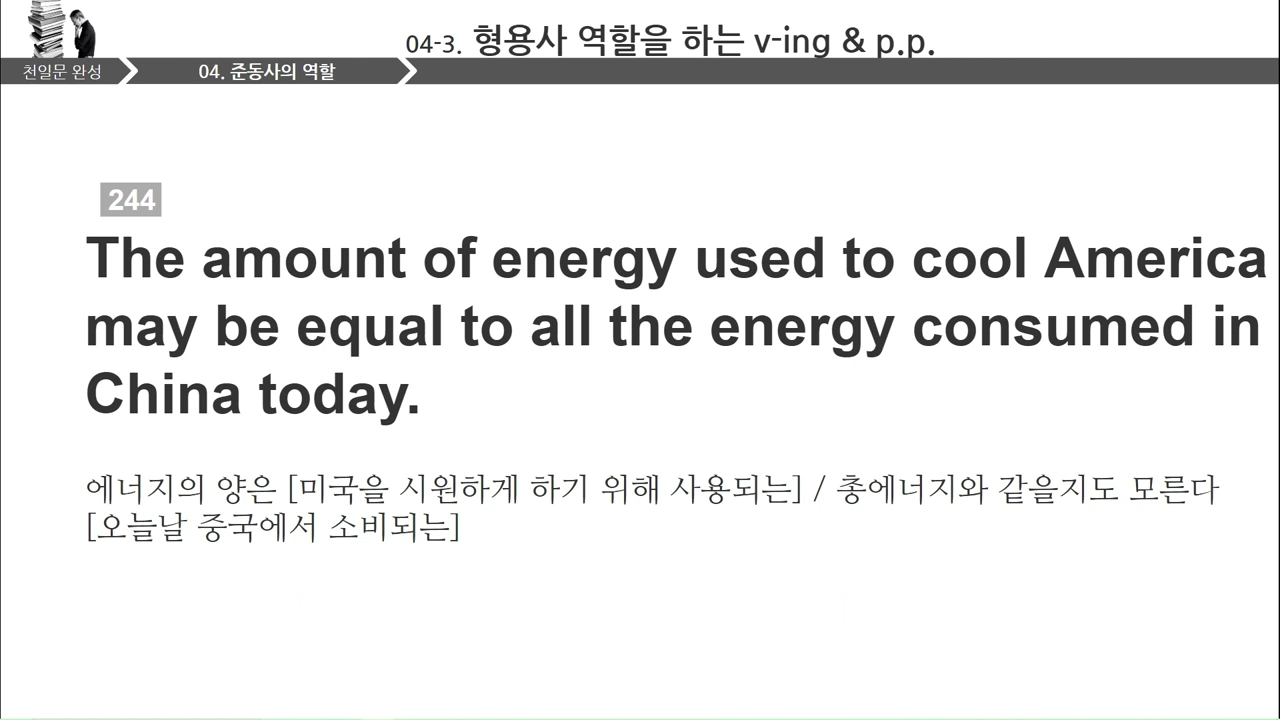 04-3. 형용사 역할을 하는 v-ing & p.p.
천일문 완성
04. 준동사의 역할
244
The amount of energy used to cool America
may be equal to all the energy consumed in
China today.
에너지의 양은 [미국을 시원하게 하기 위해 사용되는] / 총에너지와 같을지도 모른다
[오늘날 중국에서 소비되는]